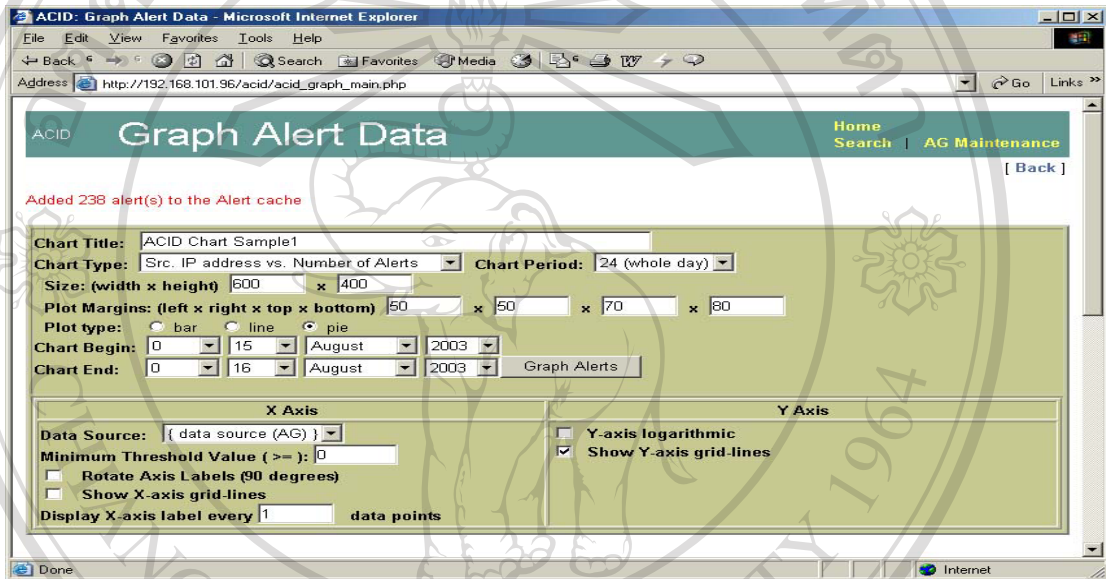 ACID: Graph Alert Data - Microsoft Internet Explorer
File Edit View Favorites Tools Help
Back Search Favorites Media
Address http://192.168.101.96/acid/acid_graph_main.php Go Links »
ACID Graph Alert Data
Home
Search | AG Maintenance
[ Back ]
Added 238 alert(s) to the Alert cache
Chart Title: ACID Chart Sample1
Chart Type: Src. IP address vs. Number of Alerts Chart Period: 24 (whole day)
Size: (width x height) 600 x 400
Plot Margins: (left x right x top x bottom) 50 x 50 x 70 x 80
Plot type: bar line pie
Chart Begin: 0 15 August 2003
Chart End: 0 16 August 2003 Graph Alerts
X Axis Y Axis
Data Source: { data source (AG) } Y-axis logarithmic
Minimum Threshold Value ( >= ): 0 Show Y-axis grid-lines
Rotate Axis Labels (90 degrees)
Show X-axis grid-lines
Display X-axis label every 1 data points
Done Internet
1964